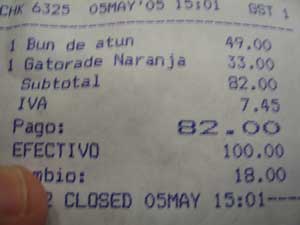 CHK 6325 05MAY'05 15:01 GST 1
1 Bun de atun 49.00
1 Gatorade Naranja 33.00
Subtotal 82.00
IVA 7.45
Pago: 82.00
EFECTIVO 100.00
mbio: 18.00
2 CLOSED 05MAY 15:01----